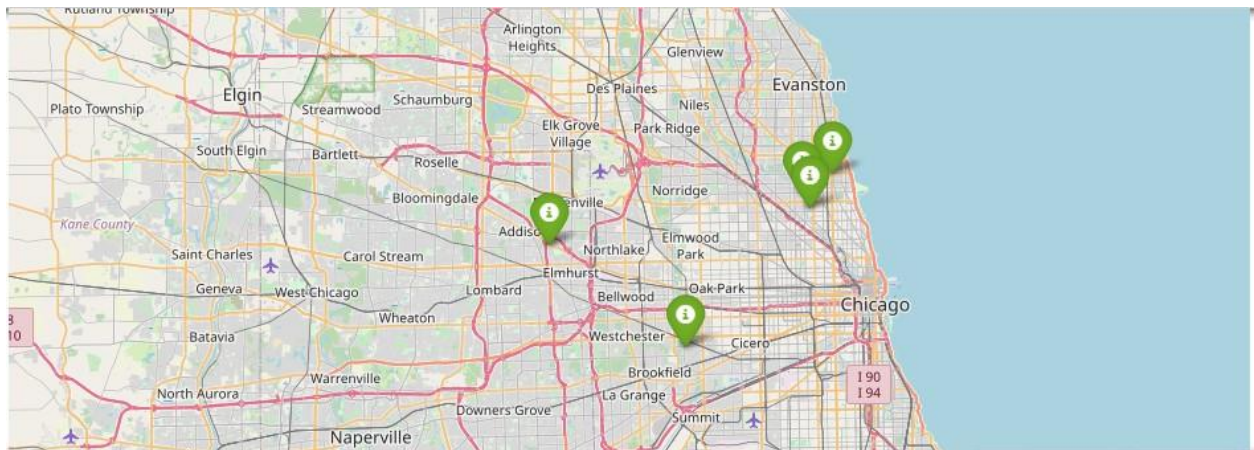 Rutland Township
Arlington
Heights
Glenview
Evanston
Elgin
Des Plaines
Plato Township
Streamwood
Schaumburg
Niles
Elk Grove
Village
Park Ridge
South Elgin
Bartlett
Roselle
Norridge
Bloomingdale
Kane County
Addiso
Elmwood
Park
Northlake
Saint Charles
Carol Stream
Elmhurst
Geneva
West Chicago
Lombard
Bellwood
Oak Park
Chicago
Wheaton
Batavia
Westchester
Cicero
10
Brookfield
Warrenville
North Aurora
La Grange
I 90
I 94
Downers Grove
Summit
Naperville